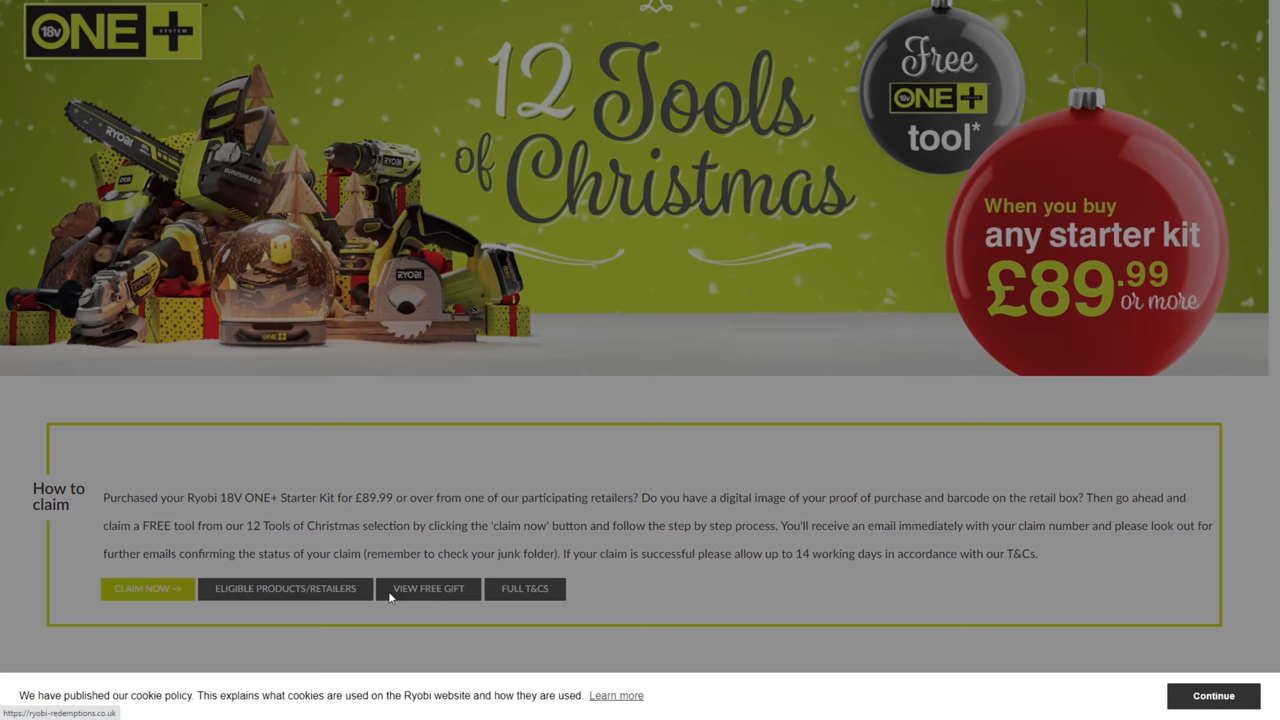 18v ONE+ SYSTEM™
12 Tools
of Christmas
Free
18v ONE+ SYSTEM
tool*
When you buy
any starter kit
£89.99
or more
RYOBI
BRUSHLESS
RYOBI
RYOBI
How to
claim
Purchased your Ryobi 18V ONE+ Starter Kit for £89.99 or over from one of our participating retailers? Do you have a digital image of your proof of purchase and barcode on the retail box? Then go ahead and
claim a FREE tool from our 12 Tools of Christmas selection by clicking the 'claim now' button and follow the step by step process. You'll receive an email immediately with your claim number and please look out for
further emails confirming the status of your claim (remember to check your junk folder). If your claim is successful please allow up to 14 working days in accordance with our T&Cs.
CLAIM NOW → ELIGIBLE PRODUCTS/RETAILERS VIEW FREE GIFT FULL T&CS
We have published our cookie policy. This explains what cookies are used on the Ryobi website and how they are used. Learn more
Continue
https://ryobi-redemptions.co.uk